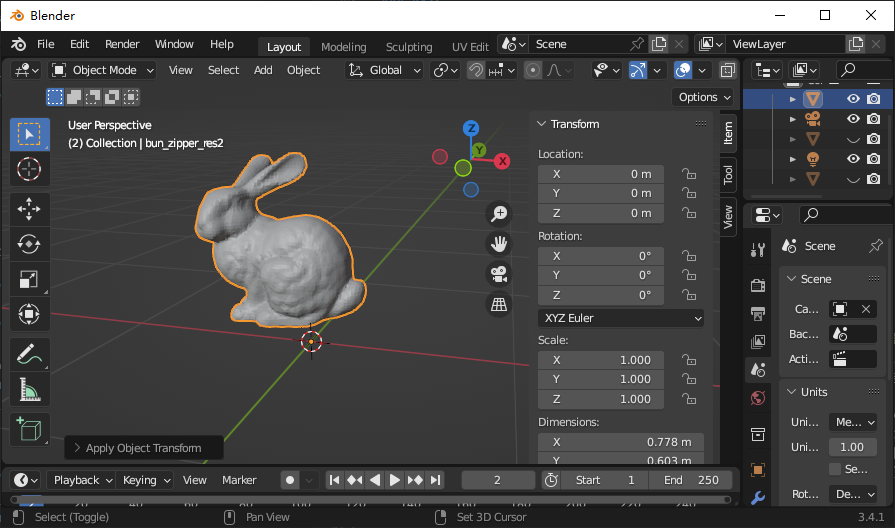 Blender
File Edit Render Window Help Layout Modeling Sculpting UV Edit Scene ViewLayer
Object Mode View Select Add Object Global
Options
User Perspective
(2) Collection | bun_zipper_res2
Z
Y
X
Transform
Location:
X 0 m
Y 0 m
Z 0 m
Rotation:
X 0°
Y 0°
Z 0°
XYZ Euler
Scale:
X 1.000
Y 1.000
Z 1.000
Dimensions:
X 0.778 m
Y 0.603 m
Item
Tool
View
Apply Object Transform
Scene
Scene
Ca...
Bac...
Acti...
Units
Uni... Me...
Uni... 1.00
Se...
Rot... De...
Playback Keying View Marker 2 Start 1 End 250
Select (Toggle) Pan View Set 3D Cursor 3.4.1